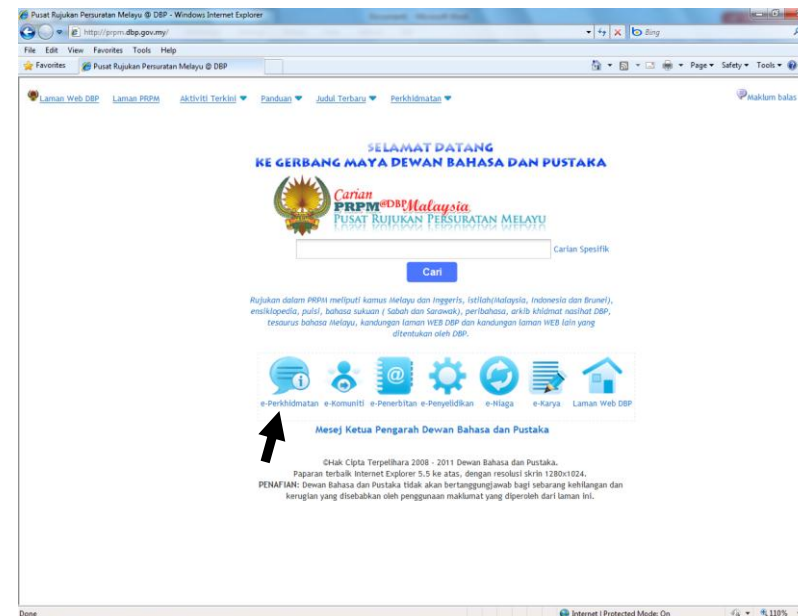 Pusat Rujukan Persuratan Melayu @ DBP - Windows Internet Explorer
http://prpm.dbp.gov.my/
Bing
File Edit View Favorites Tools Help
Favorites Pusat Rujukan Persuratan Melayu @ DBP Page Safety Tools
Laman Web DBP Laman PRPM Aktiviti Terkini Panduan Judul Terbaru Perkhidmatan Maklum balas
SELAMAT DATANG
KE GERBANG MAYA DEWAN BAHASA DAN PUSTAKA
Carian
PRPM@DBP Malaysia
PUSAT RUJUKAN PERSURATAN MELAYU
Carian Spesifik
Cari
Rujukan dalam PRPM meliputi kamus Melayu dan Inggeris, istilah(Malaysia, Indonesia dan Brunei),
ensiklopedia, puisi, bahasa sukuan ( Sabah dan Sarawak), peribahasa, arkib khidmat nasihat DBP,
tesaurus bahasa Melayu, kandungan laman WEB DBP dan kandungan laman WEB lain yang
ditentukan oleh DBP.
e-Perkhidmatan e-Komuniti e-Penerbitan e-Penyelidikan e-Niaga e-Karya Laman Web DBP
Mesej Ketua Pengarah Dewan Bahasa dan Pustaka
©Hak Cipta Terpelihara 2008 - 2011 Dewan Bahasa dan Pustaka.
Paparan terbaik Internet Explorer 5.5 ke atas, dengan resolusi skrin 1280x1024.
PENAFIAN: Dewan Bahasa dan Pustaka tidak akan bertanggungjawab bagi sebarang kehilangan dan
kerugian yang disebabkan oleh penggunaan maklumat yang diperoleh dari laman ini.
Done Internet | Protected Mode: On 110%